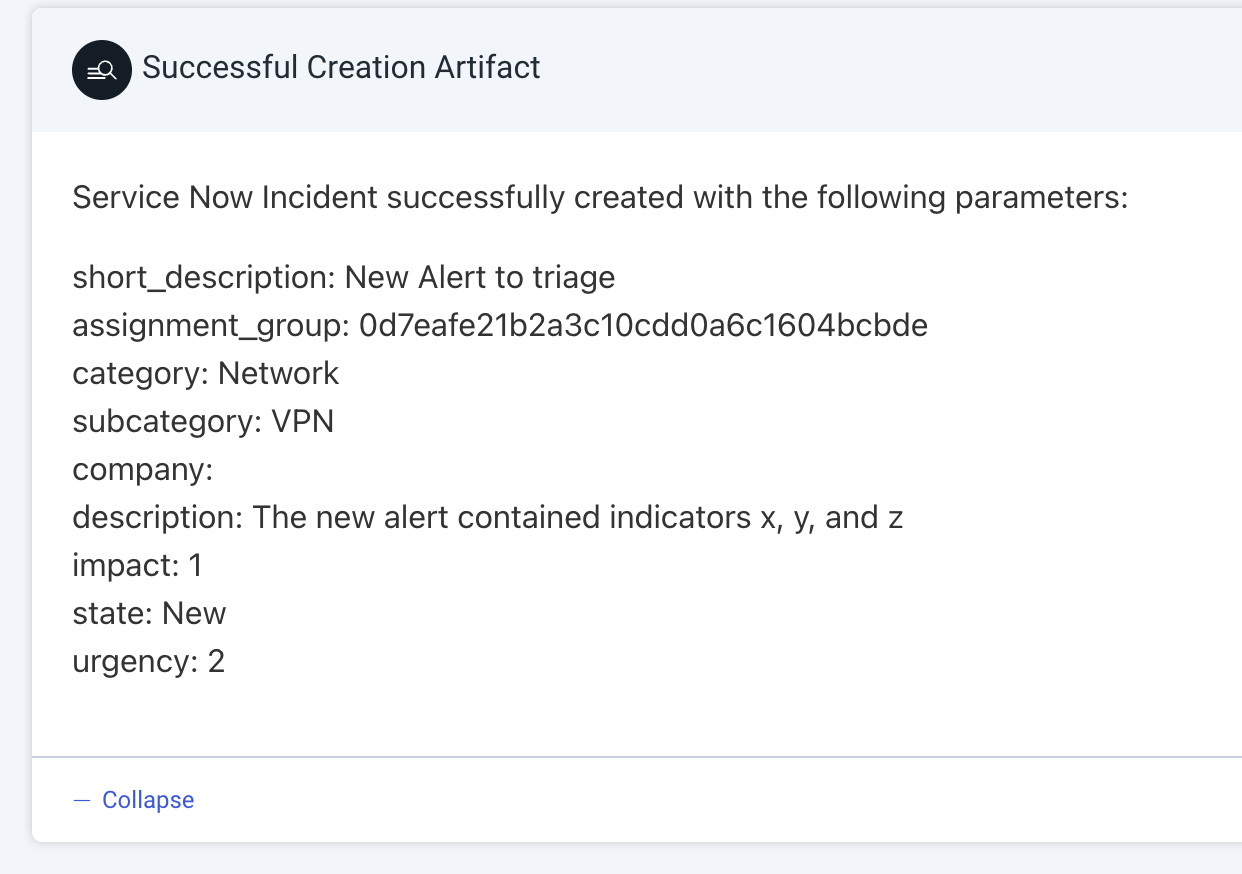 Successful Creation Artifact
Service Now Incident successfully created with the following parameters:
short_description: New Alert to triage
assignment_group: 0d7eafe21b2a3c10cdd0a6c1604bcbde
category: Network
subcategory: VPN
company:
description: The new alert contained indicators x, y, and z
impact: 1
state: New
urgency: 2
— Collapse